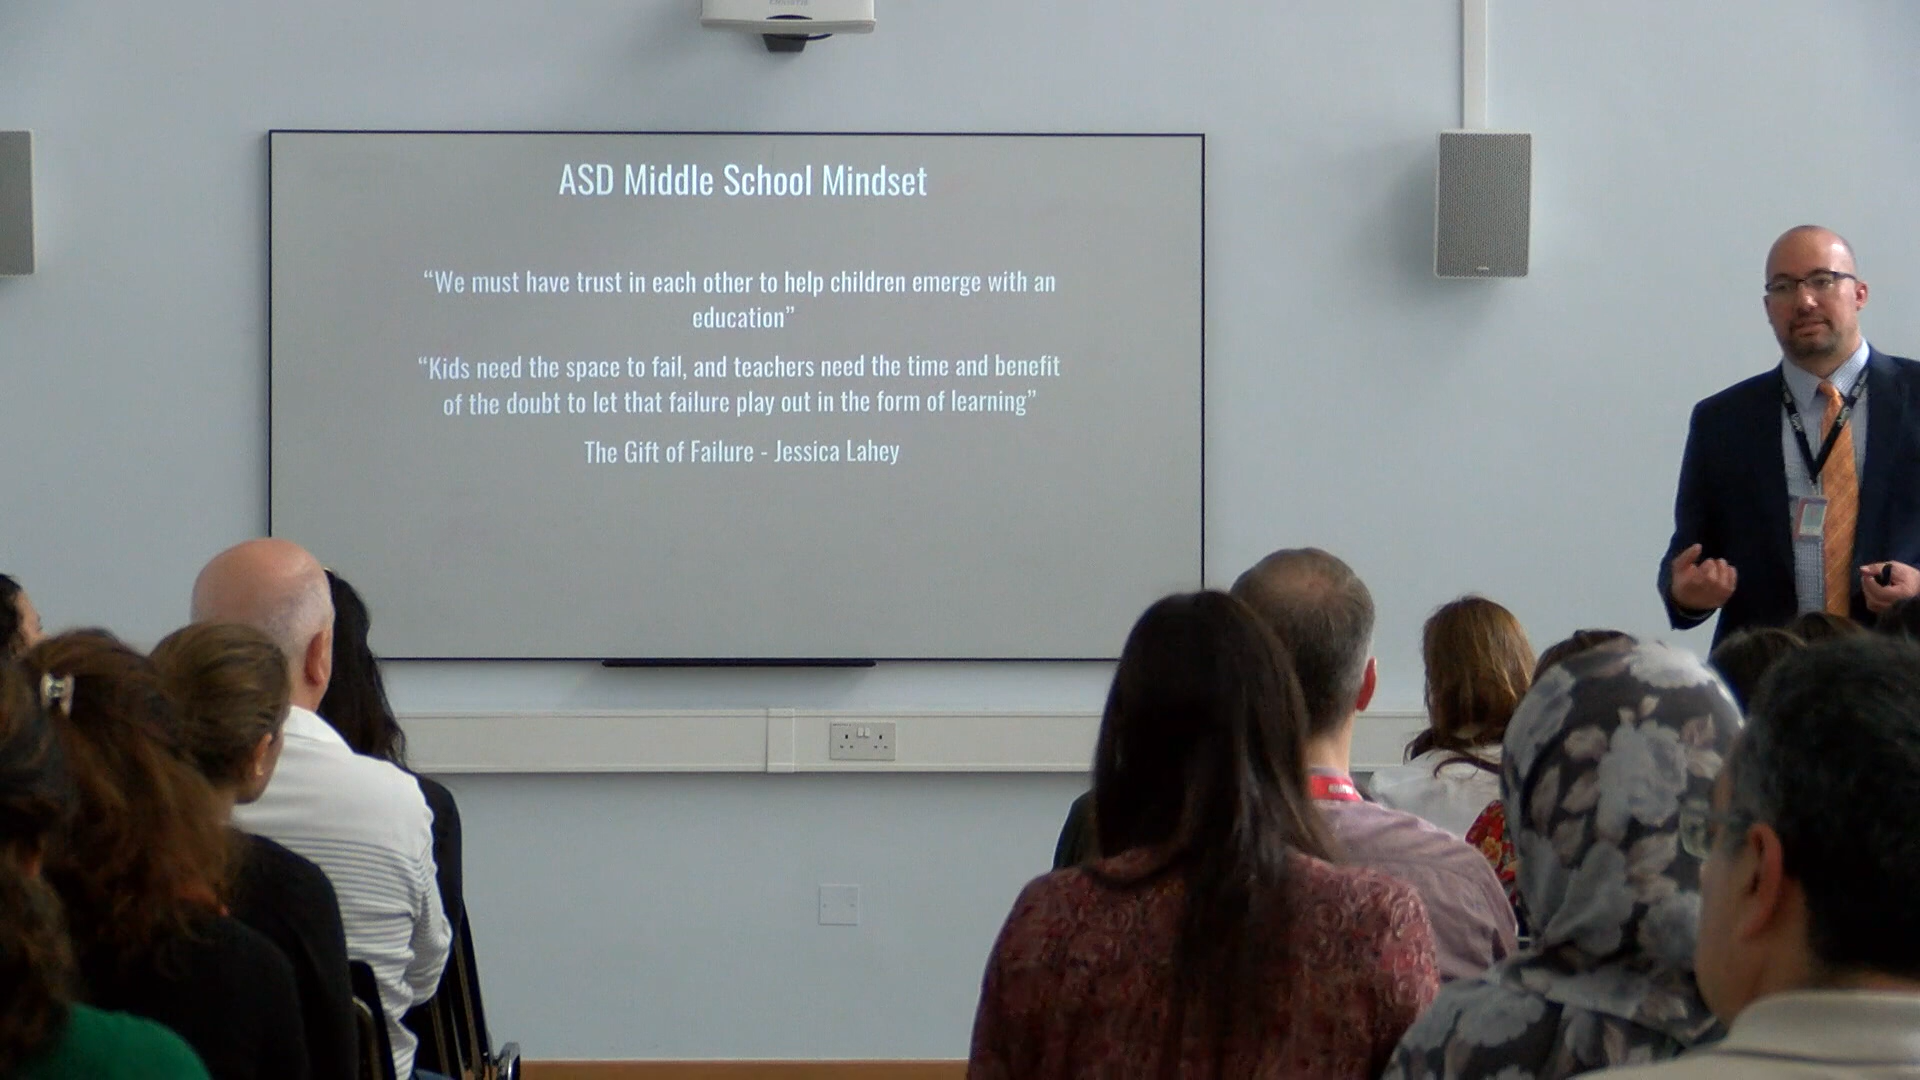 CHRISTIE
ASD Middle School Mindset
“We must have trust in each other to help children emerge with an
education”
“Kids need the space to fail, and teachers need the time and benefit
of the doubt to let that failure play out in the form of learning”
The Gift of Failure - Jessica Lahey